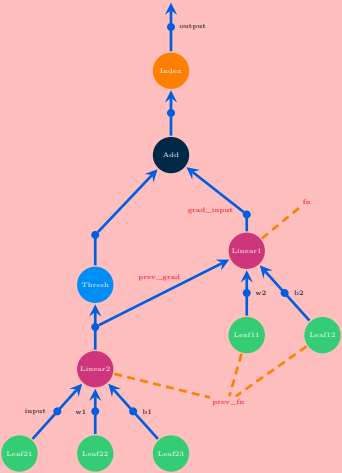 output
Index
Add
grad_input
fn
Linear1
prev_grad
Thresh
w2
b2
Leaf11
Leaf12
Linear2
prev_fn
input
w1
b1
Leaf21
Leaf22
Leaf23